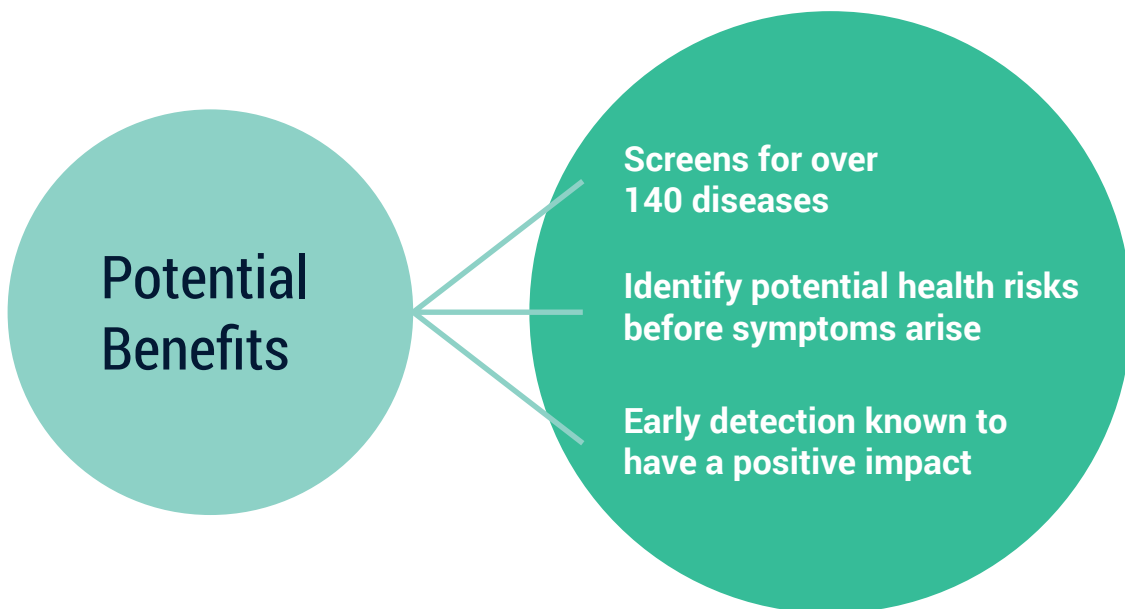 Potential
Benefits
Screens for over
140 diseases
Identify potential health risks
before symptoms arise
Early detection known to
have a positive impact